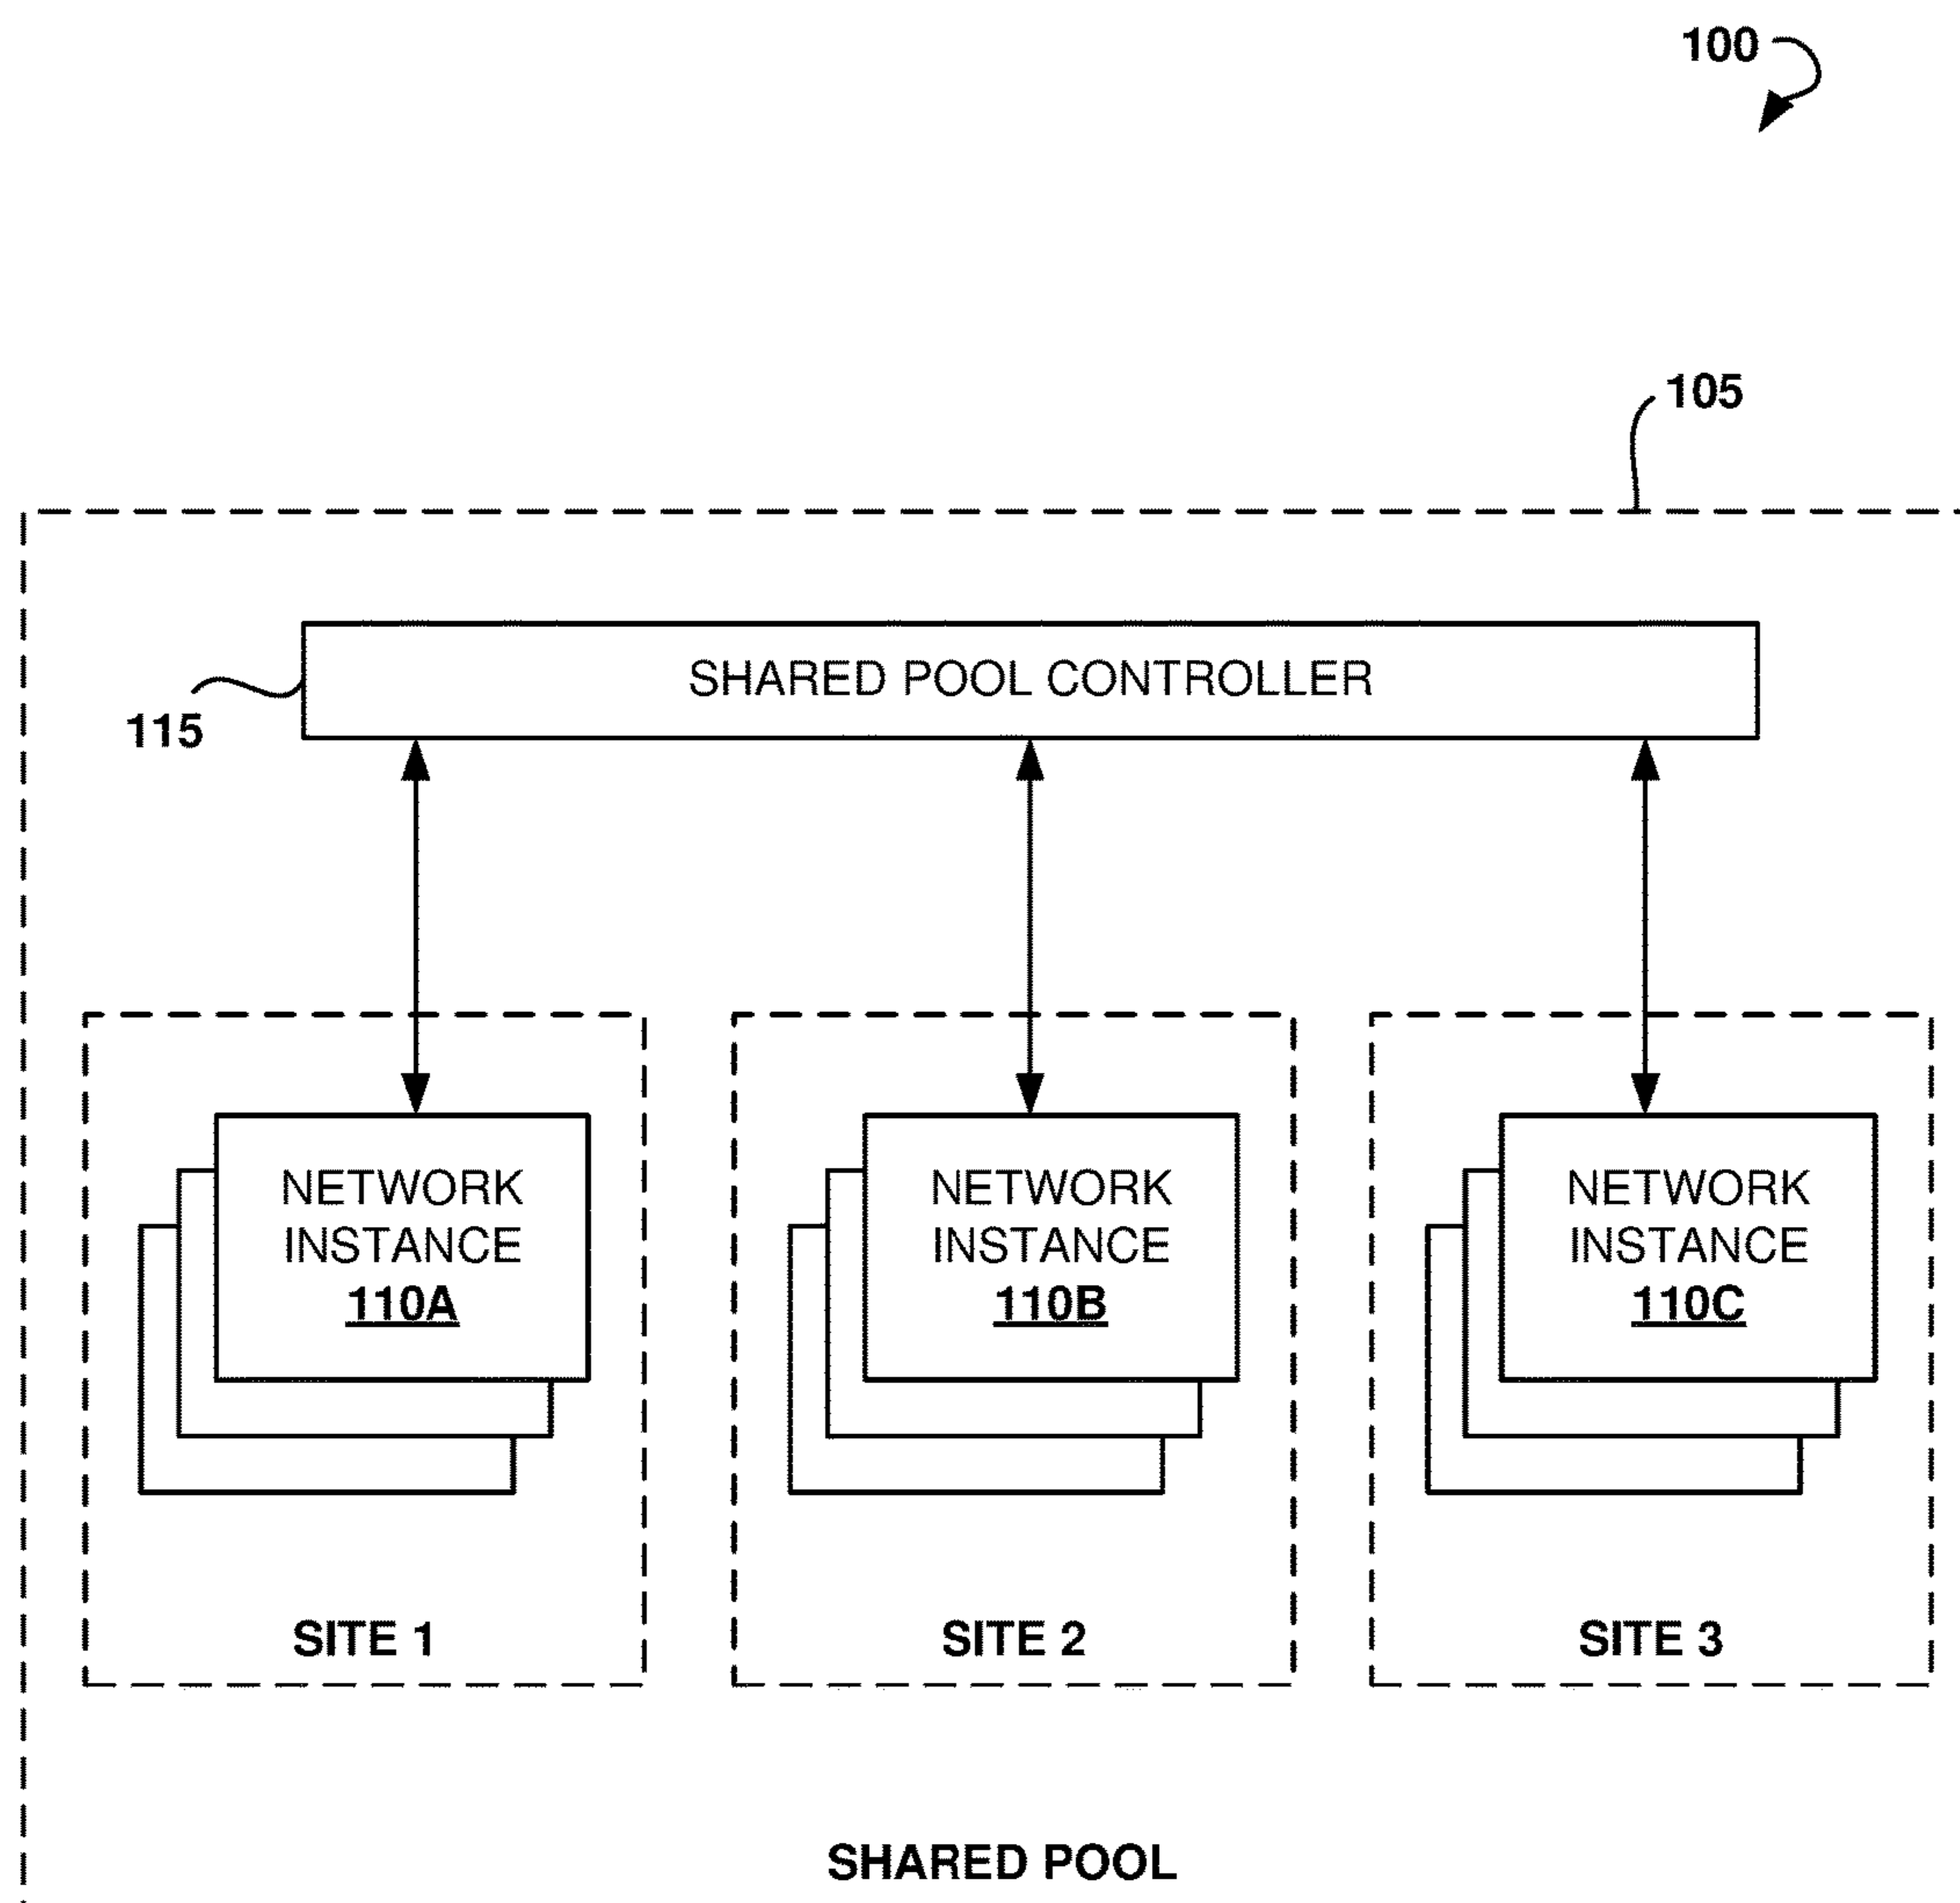 100
105
SHARED POOL CONTROLLER
115
NETWORK
INSTANCE
110A
NETWORK
INSTANCE
110B
NETWORK
INSTANCE
110C
SITE 1
SITE 2
SITE 3
SHARED POOL